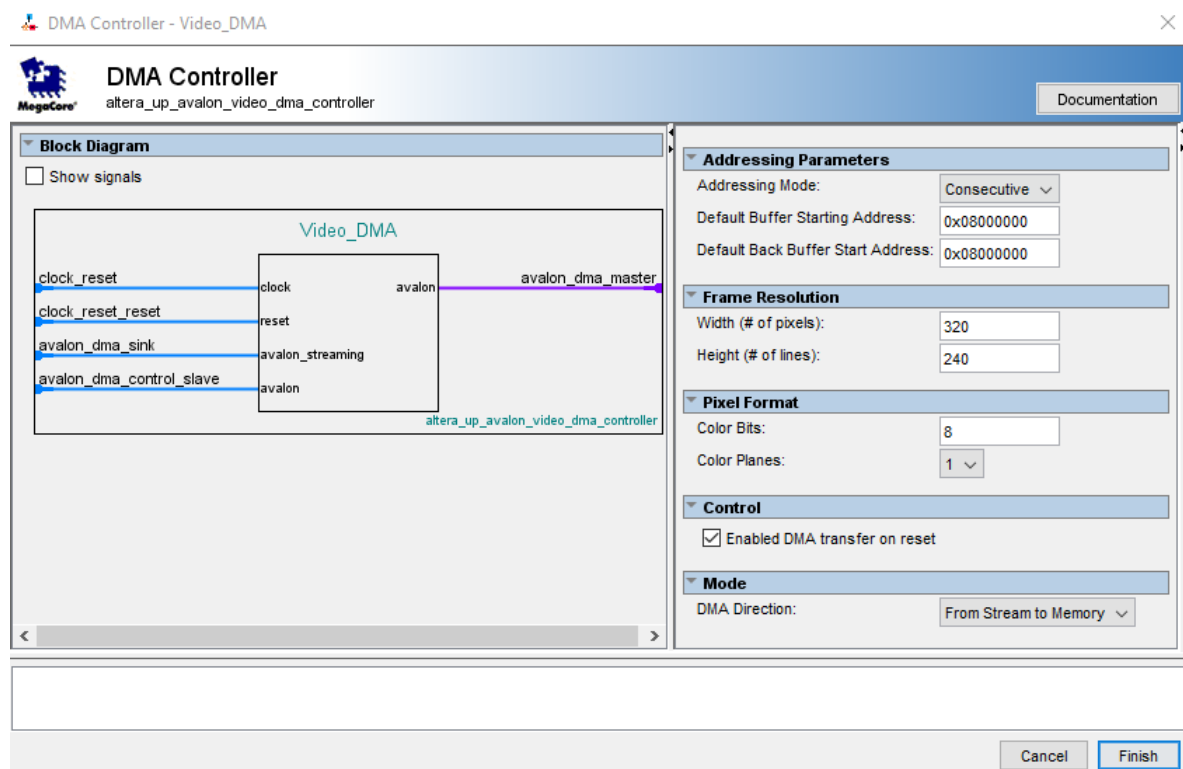 DMA Controller - Video_DMA
DMA Controller
altera_up_avalon_video_dma_controller
MegaCore®
Documentation
Block Diagram
Show signals
Video_DMA
clock_reset
clock
avalon
avalon_dma_master
clock_reset_reset
reset
avalon_dma_sink
avalon_streaming
avalon_dma_control_slave
avalon
altera_up_avalon_video_dma_controller
Addressing Parameters
Addressing Mode: Consecutive
Default Buffer Starting Address: 0x08000000
Default Back Buffer Start Address: 0x08000000
Frame Resolution
Width (# of pixels): 320
Height (# of lines): 240
Pixel Format
Color Bits: 8
Color Planes: 1
Control
Enabled DMA transfer on reset
Mode
DMA Direction: From Stream to Memory
Cancel
Finish